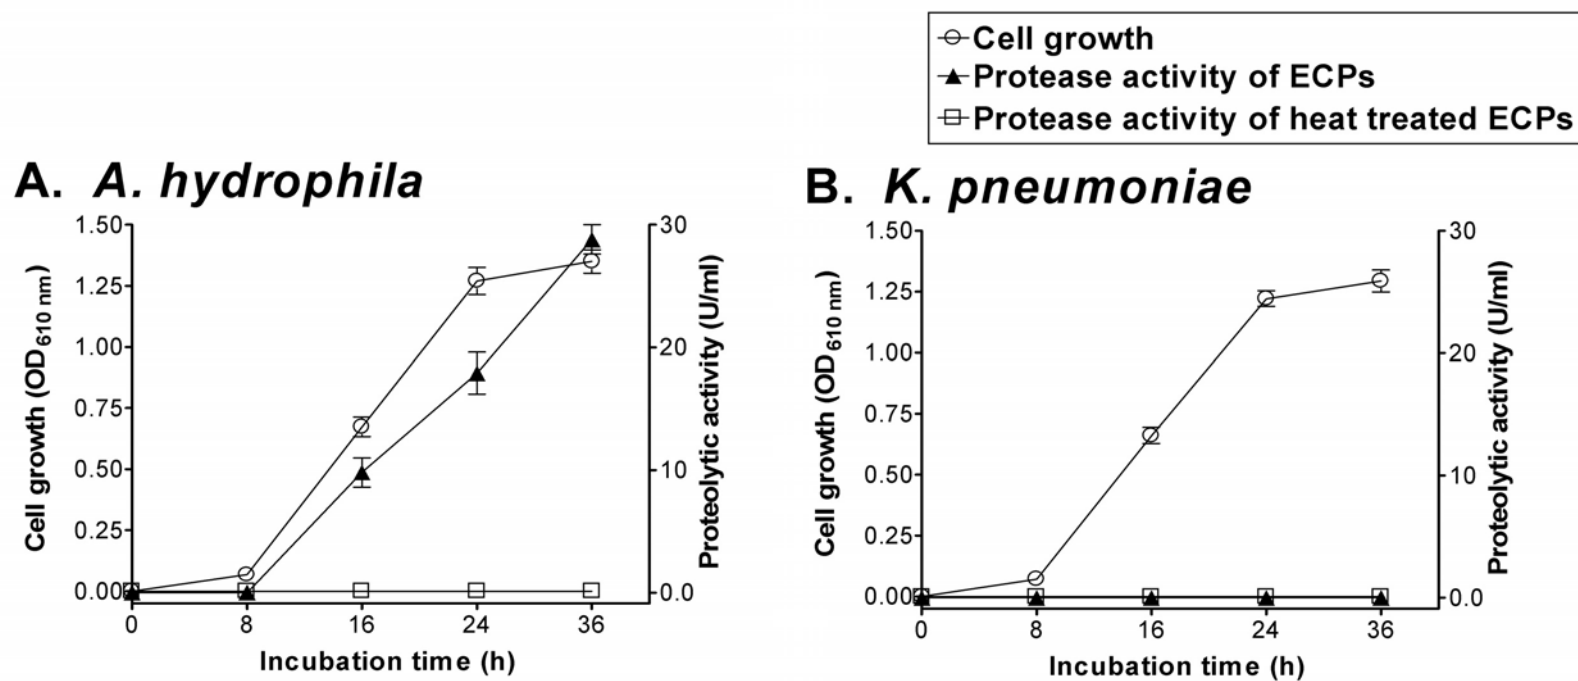 Cell growth
Protease activity of ECPs
Protease activity of heat treated ECPs
A. A. hydrophila
1.50
1.25
1.00
0.75
0.50
0.25
0.00
Cell growth (OD610 nm)
30
20
10
0.0
Proteolytic activity (U/ml)
0 8 16 24 36
Incubation time (h)
B. K. pneumoniae
1.50
1.25
1.00
0.75
0.50
0.25
0.00
Cell growth (OD610 nm)
30
20
10
0.0
Proteolytic activity (U/ml)
0 8 16 24 36
Incubation time (h)